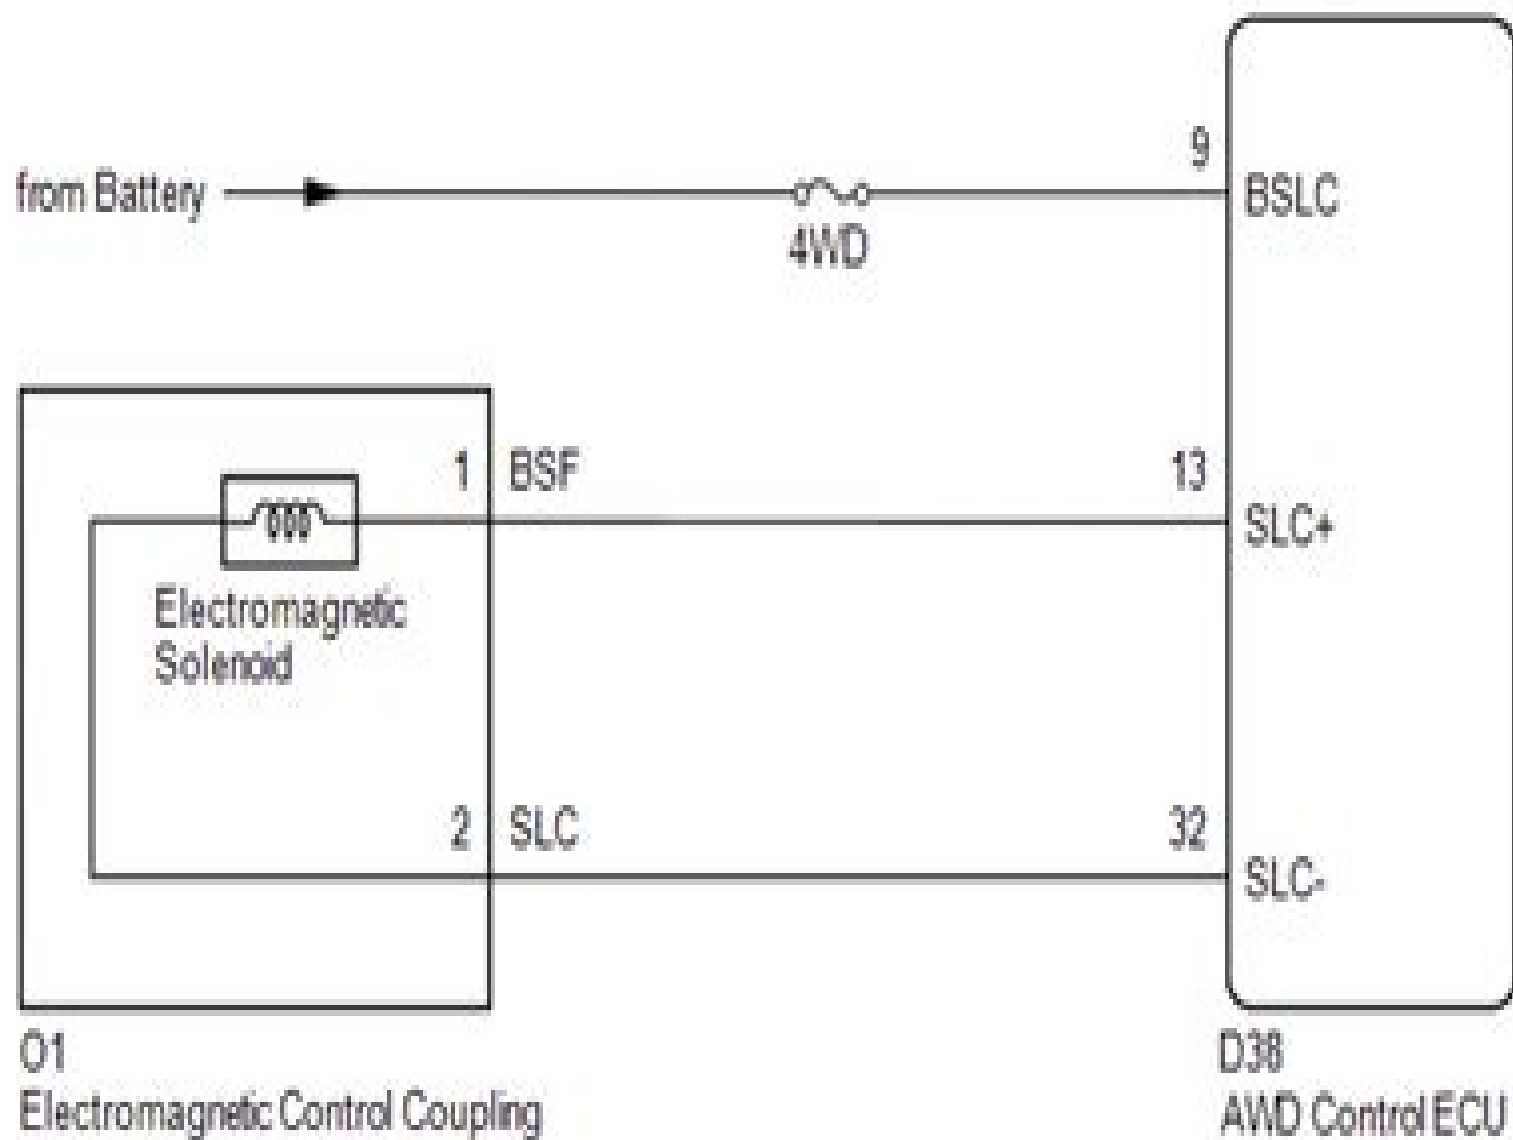 9
from Battery
BSLC
4WD
1 BSF
13
SLC+
Electromagnetic
Solenoid
2 SLC
32
SLC-
O1
Electromagnetic Control Coupling
D38
AWD Control ECU